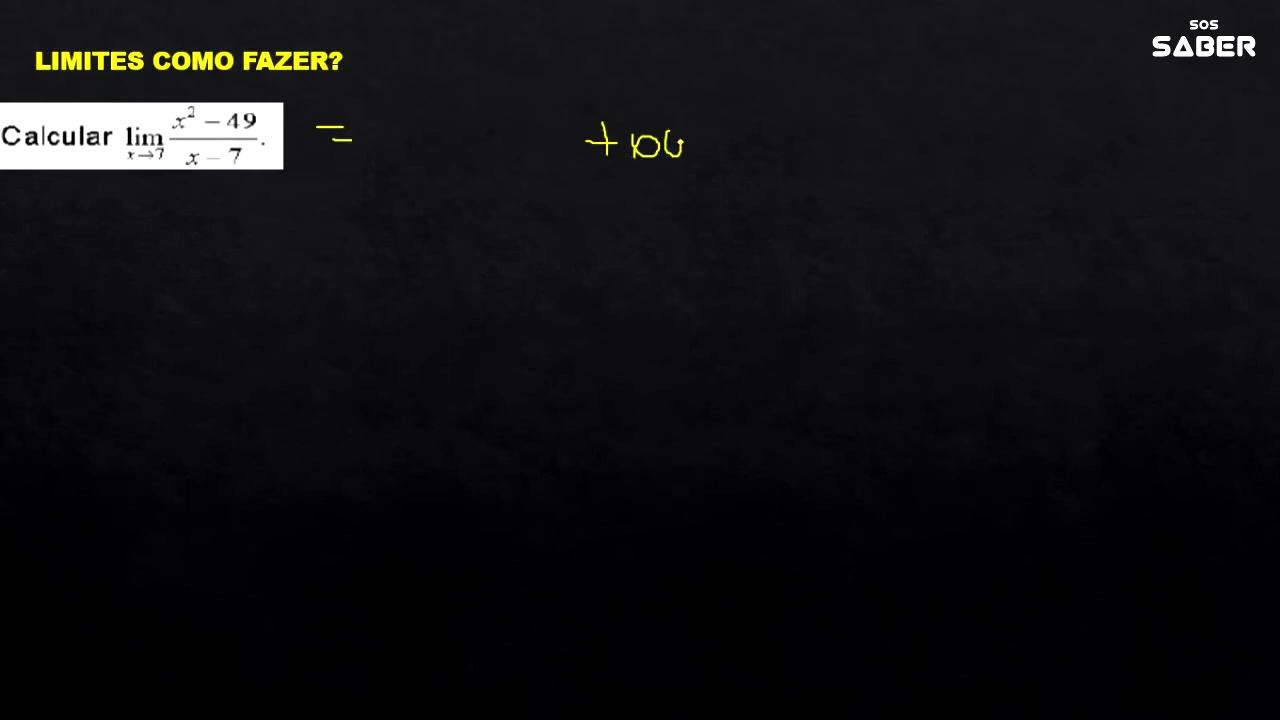 SOS
SABER
LIMITES COMO FAZER?
Calcular lim x→7 x² − 49 / x − 7 . =